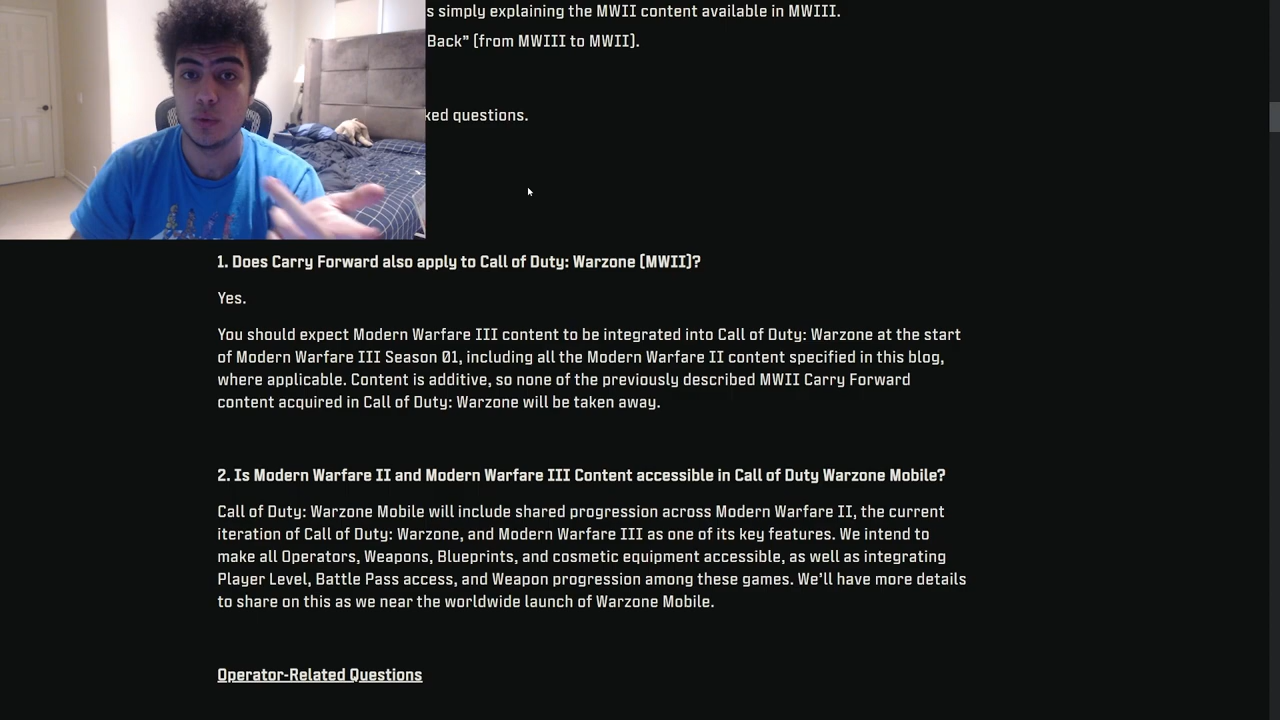 s simply explaining the MWII content available in MWIII.
Back” (from MWIII to MWII).
ked questions.
1. Does Carry Forward also apply to Call of Duty: Warzone (MWII)?
Yes.
You should expect Modern Warfare III content to be integrated into Call of Duty: Warzone at the start
of Modern Warfare III Season 01, including all the Modern Warfare II content specified in this blog,
where applicable. Content is additive, so none of the previously described MWII Carry Forward
content acquired in Call of Duty: Warzone will be taken away.
2. Is Modern Warfare II and Modern Warfare III Content accessible in Call of Duty Warzone Mobile?
Call of Duty: Warzone Mobile will include shared progression across Modern Warfare II, the current
iteration of Call of Duty: Warzone, and Modern Warfare III as one of its key features. We intend to
make all Operators, Weapons, Blueprints, and cosmetic equipment accessible, as well as integrating
Player Level, Battle Pass access, and Weapon progression among these games. We’ll have more details
to share on this as we near the worldwide launch of Warzone Mobile.
Operator-Related Questions